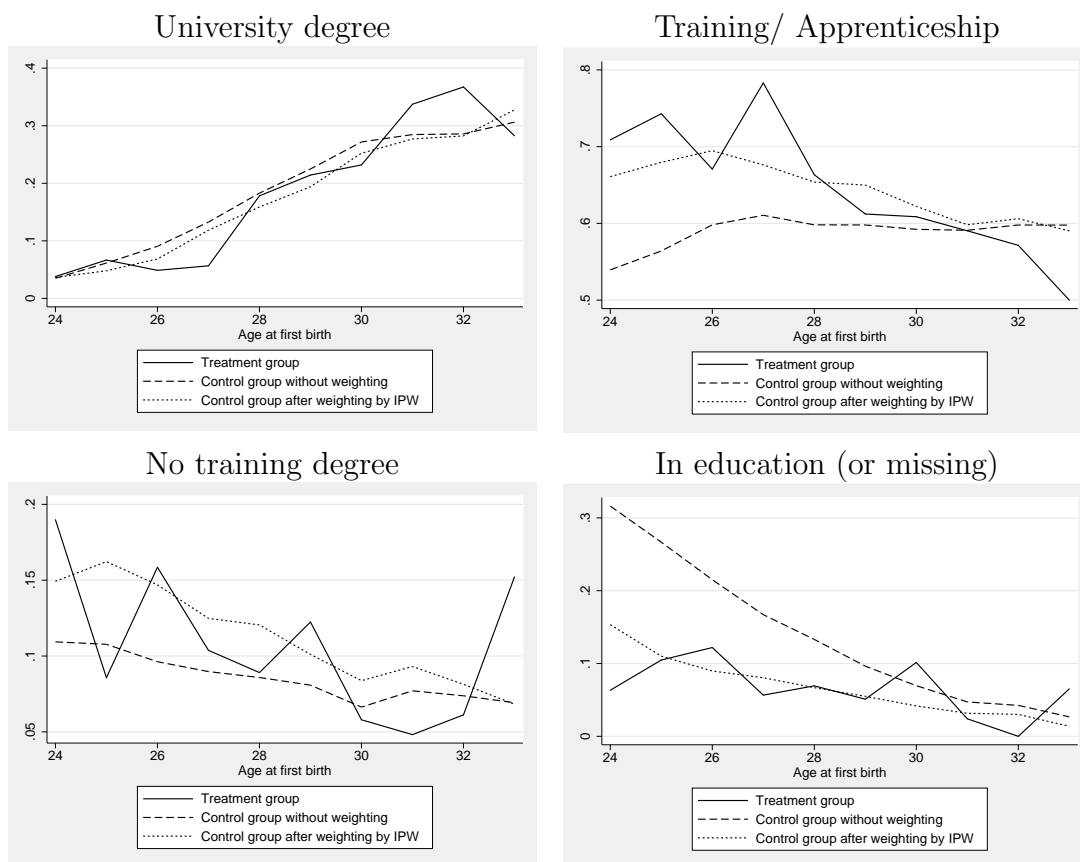 University degree
.4
.3
.2
.1
0
24 26 28 30 32
Age at first birth
Treatment group
Control group without weighting
Control group after weighting by IPW
Training/ Apprenticeship
.8
.7
.6
.5
24 26 28 30 32
Age at first birth
Treatment group
Control group without weighting
Control group after weighting by IPW
No training degree
.2
.15
.1
.05
24 26 28 30 32
Age at first birth
Treatment group
Control group without weighting
Control group after weighting by IPW
In education (or missing)
.3
.2
.1
0
24 26 28 30 32
Age at first birth
Treatment group
Control group without weighting
Control group after weighting by IPW